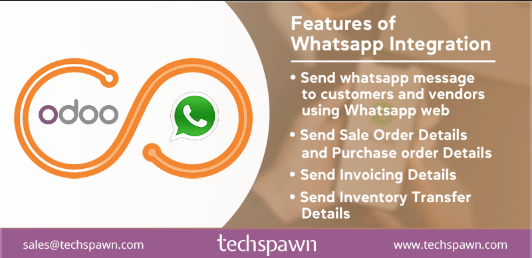 Features of
Whatsapp Integration
• Send whatsapp message
to customers and vendors
using Whatsapp web
• Send Sale Order Details
and Purchase order Details
• Send Invoicing Details
• Send Inventory Transfer
Details
odoo
sales@techspawn.com
techspawn
www.techspawn.com